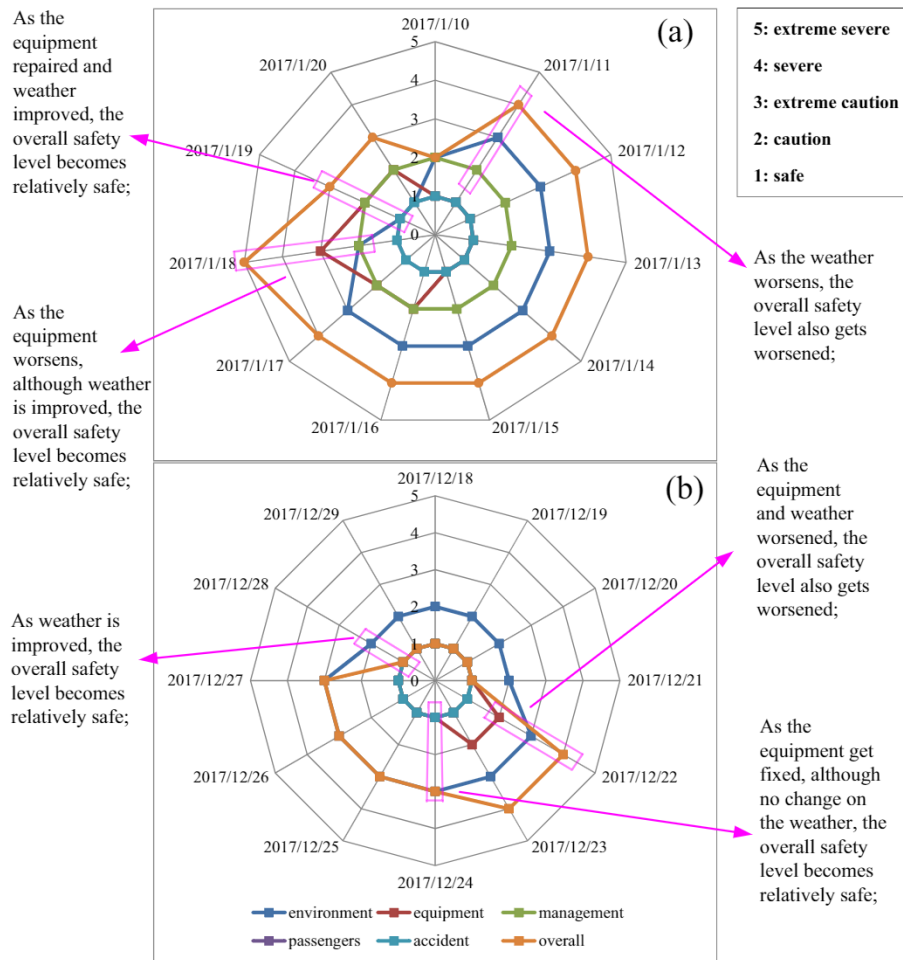 As the
equipment
repaired and
weather
improved, the
overall safety
level becomes
relatively safe;
As the
equipment
worsens,
although weather
is improved, the
overall safety
level becomes
relatively safe;
As weather is
improved, the
overall safety
level becomes
relatively safe;
(a)
2017/1/10
2017/1/11
2017/1/12
2017/1/13
2017/1/14
2017/1/15
2017/1/16
2017/1/17
2017/1/18
2017/1/19
2017/1/20
5
4
3
2
1
0
(b)
2017/12/18
2017/12/19
2017/12/20
2017/12/21
2017/12/22
2017/12/23
2017/12/24
2017/12/25
2017/12/26
2017/12/27
2017/12/28
2017/12/29
5
4
3
2
1
0
environment
equipment
management
passengers
accident
overall
5: extreme severe
4: severe
3: extreme caution
2: caution
1: safe
As the weather
worsens, the
overall safety
level also gets
worsened;
As the
equipment
and weather
worsened, the
overall safety
level also gets
worsened;
As the
equipment get
fixed, although
no change on
the weather, the
overall safety
level becomes
relatively safe;